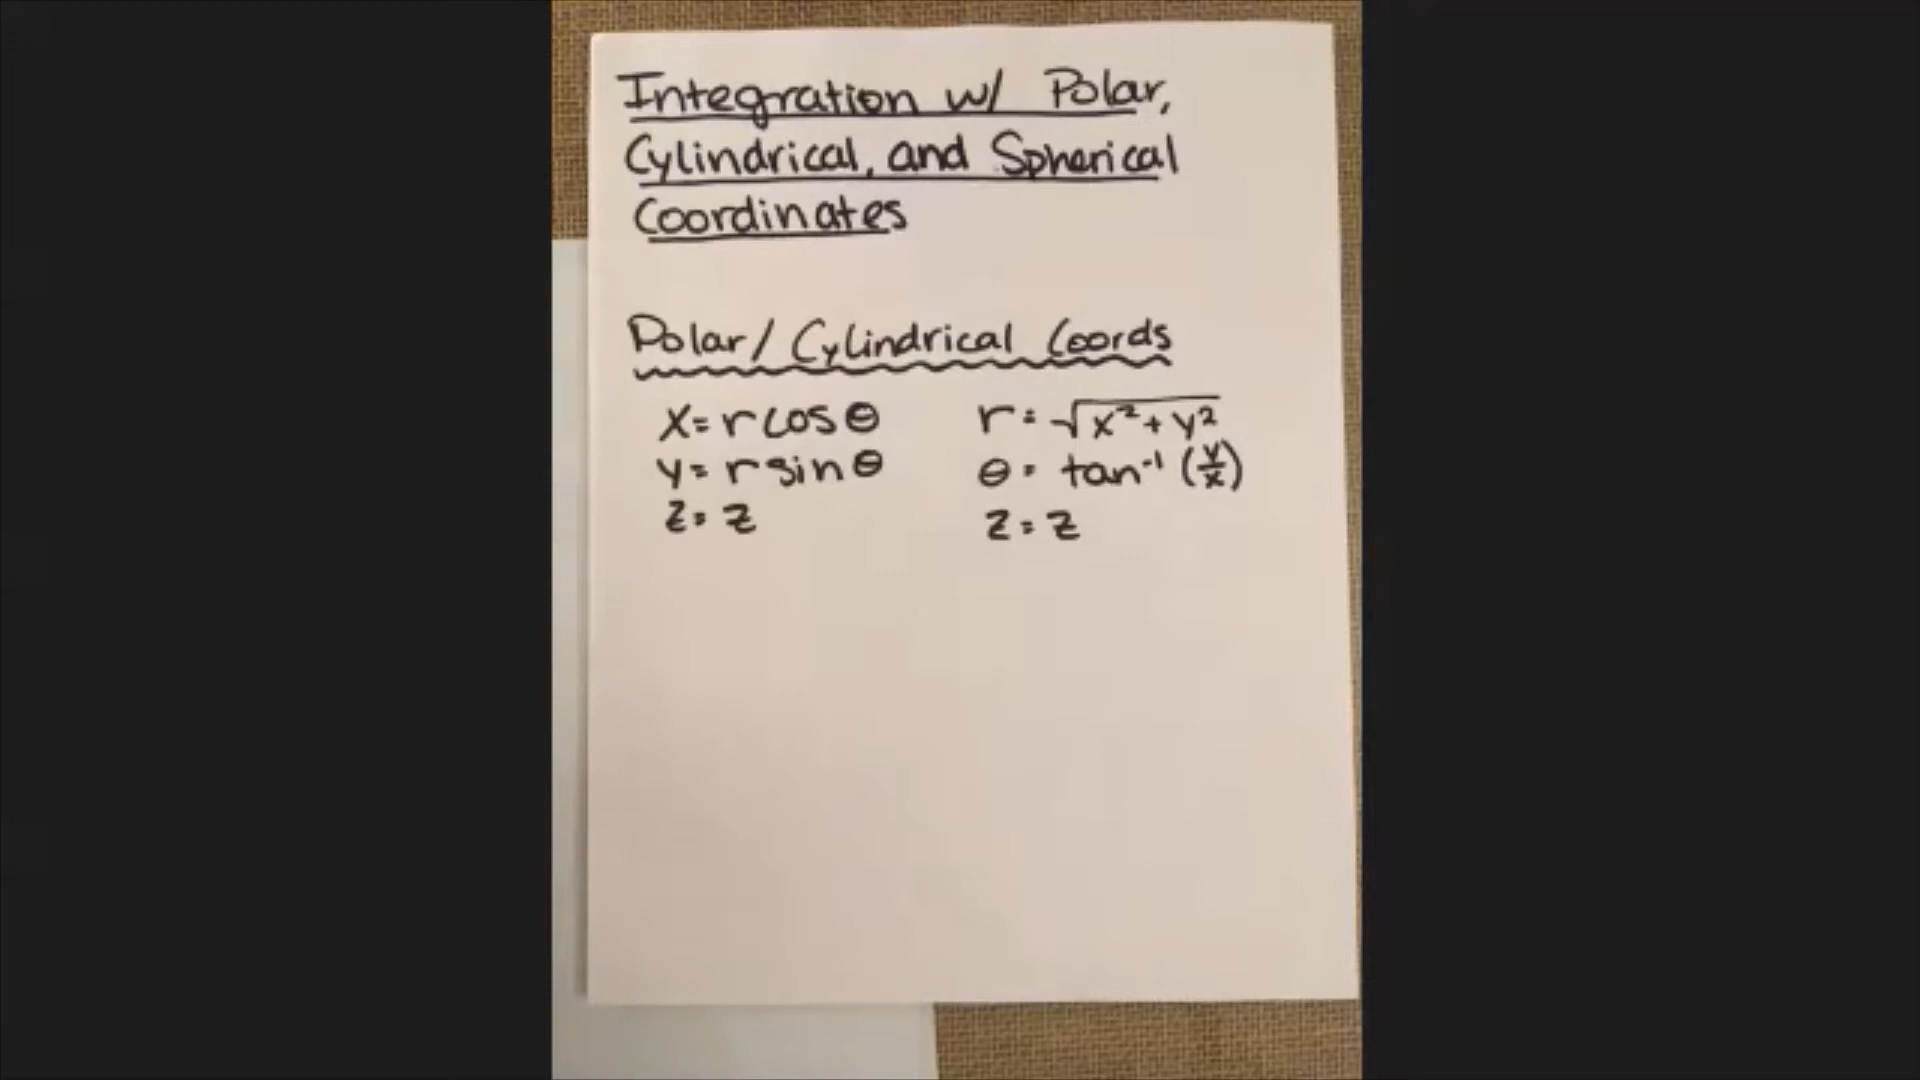 Integration w/ Polar,
Cylindrical, and Spherical
Coordinates
Polar/Cylindrical Coords
x = r cos θ r = √x² + y²
y = r sin θ θ = tan⁻¹ (y/x)
z = z z = z